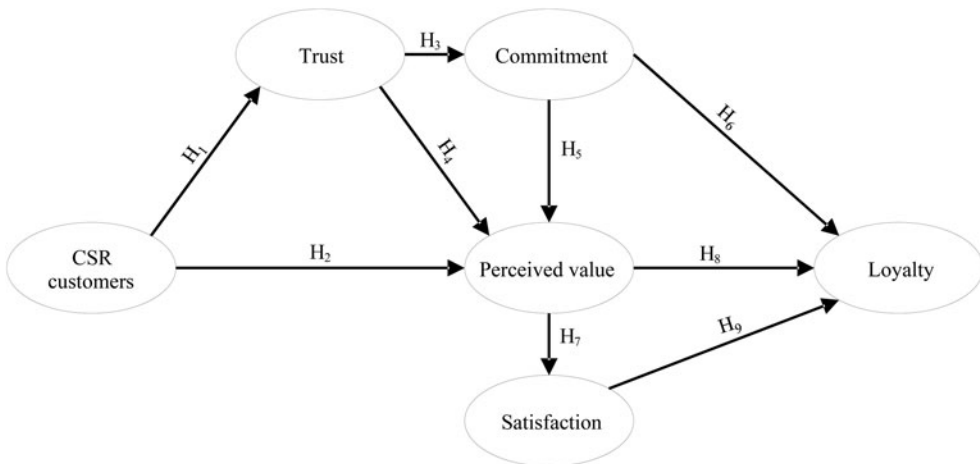 Trust
H₃
Commitment
H₁
H₄
H₅
H₆
CSR
customers
H₂
Perceived value
H₈
Loyalty
H₇
H₉
Satisfaction